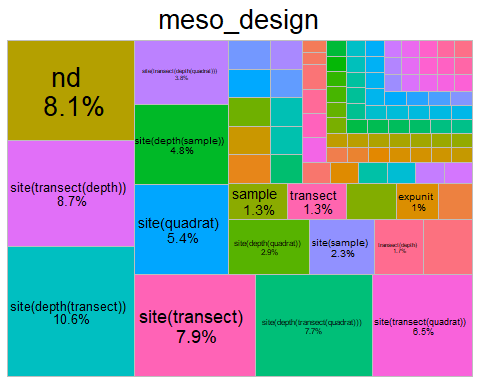 meso_design
nd
8.1%
site(transect(depth(quadrat)))
3.8%
site(depth(sample))
4.8%
site(transect(depth))
8.7%
site(quadrat)
5.4%
sample
1.3%
transect
1.3%
expunit
1%
site(depth(quadrat)
2.9%
site(sample)
2.3%
transect(depth)
1.7%
site(depth(transect))
10.6%
site(transect)
7.9%
site(depth(transect(quadrat)))
7.7%
site(transect(quadrat))
6.5%